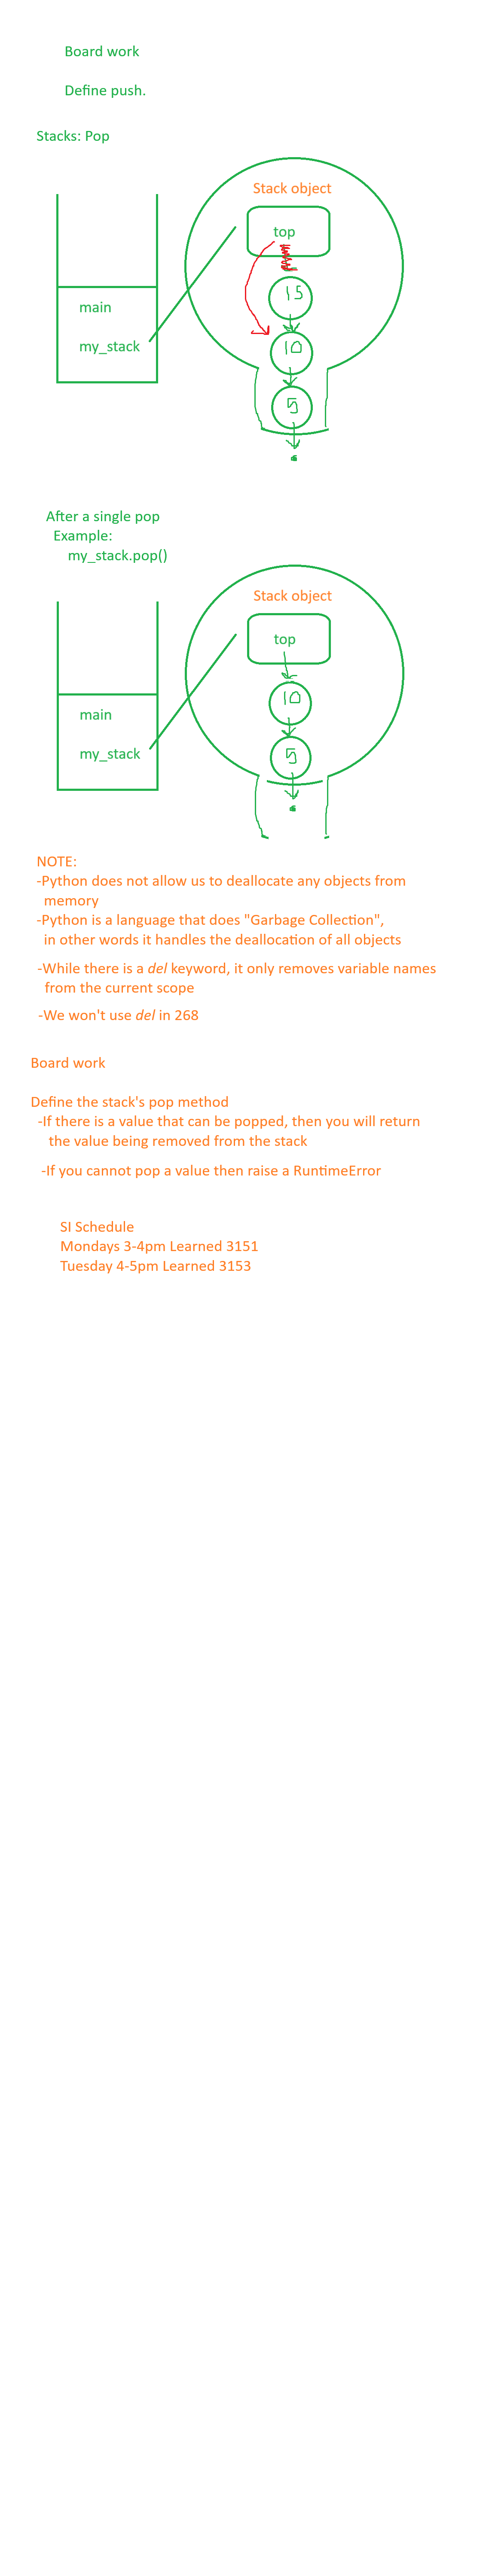 Board work
Define push.
Stacks: Pop
Stack object
top
main
my_stack
15
10
5
After a single pop
Example:
my_stack.pop()
Stack object
top
main
my_stack
10
5
NOTE:
-Python does not allow us to deallocate any objects from
memory
-Python is a language that does "Garbage Collection",
in other words it handles the deallocation of all objects
-While there is a del keyword, it only removes variable names
from the current scope
-We won't use del in 268
Board work
Define the stack's pop method
-If there is a value that can be popped, then you will return
the value being removed from the stack
-If you cannot pop a value then raise a RuntimeError
SI Schedule
Mondays 3-4pm Learned 3151
Tuesday 4-5pm Learned 3153